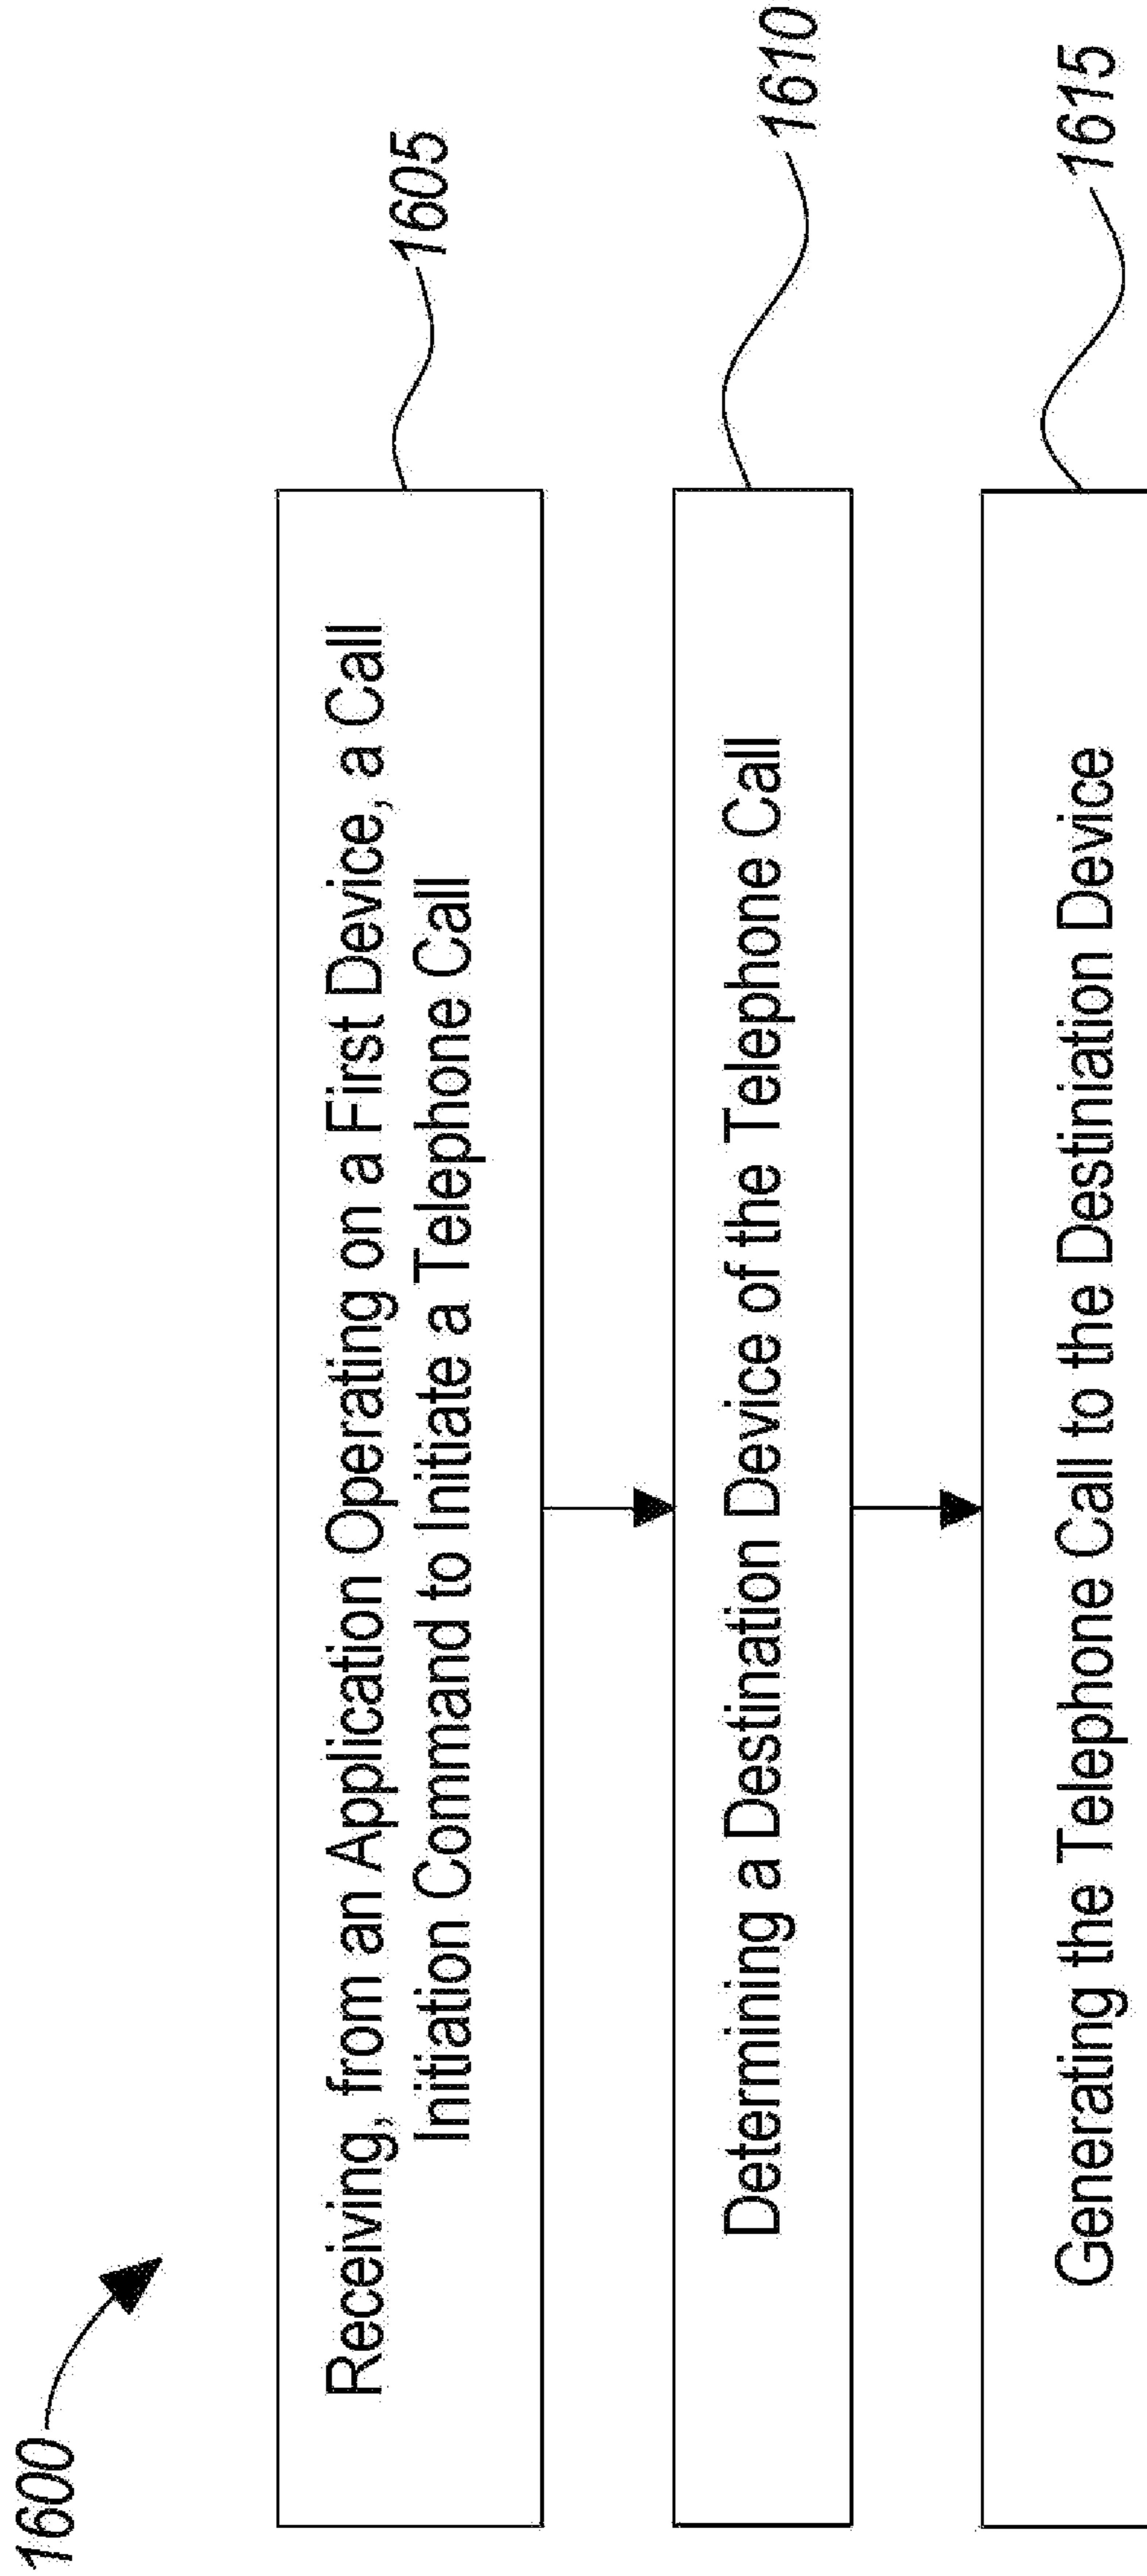 1600
Receiving, from an Application Operating on a First Device, a Call
Initiation Command to Initiate a Telephone Call
1605
Determining a Destination Device of the Telephone Call
1610
Generating the Telephone Call to the Destiniation Device
1615